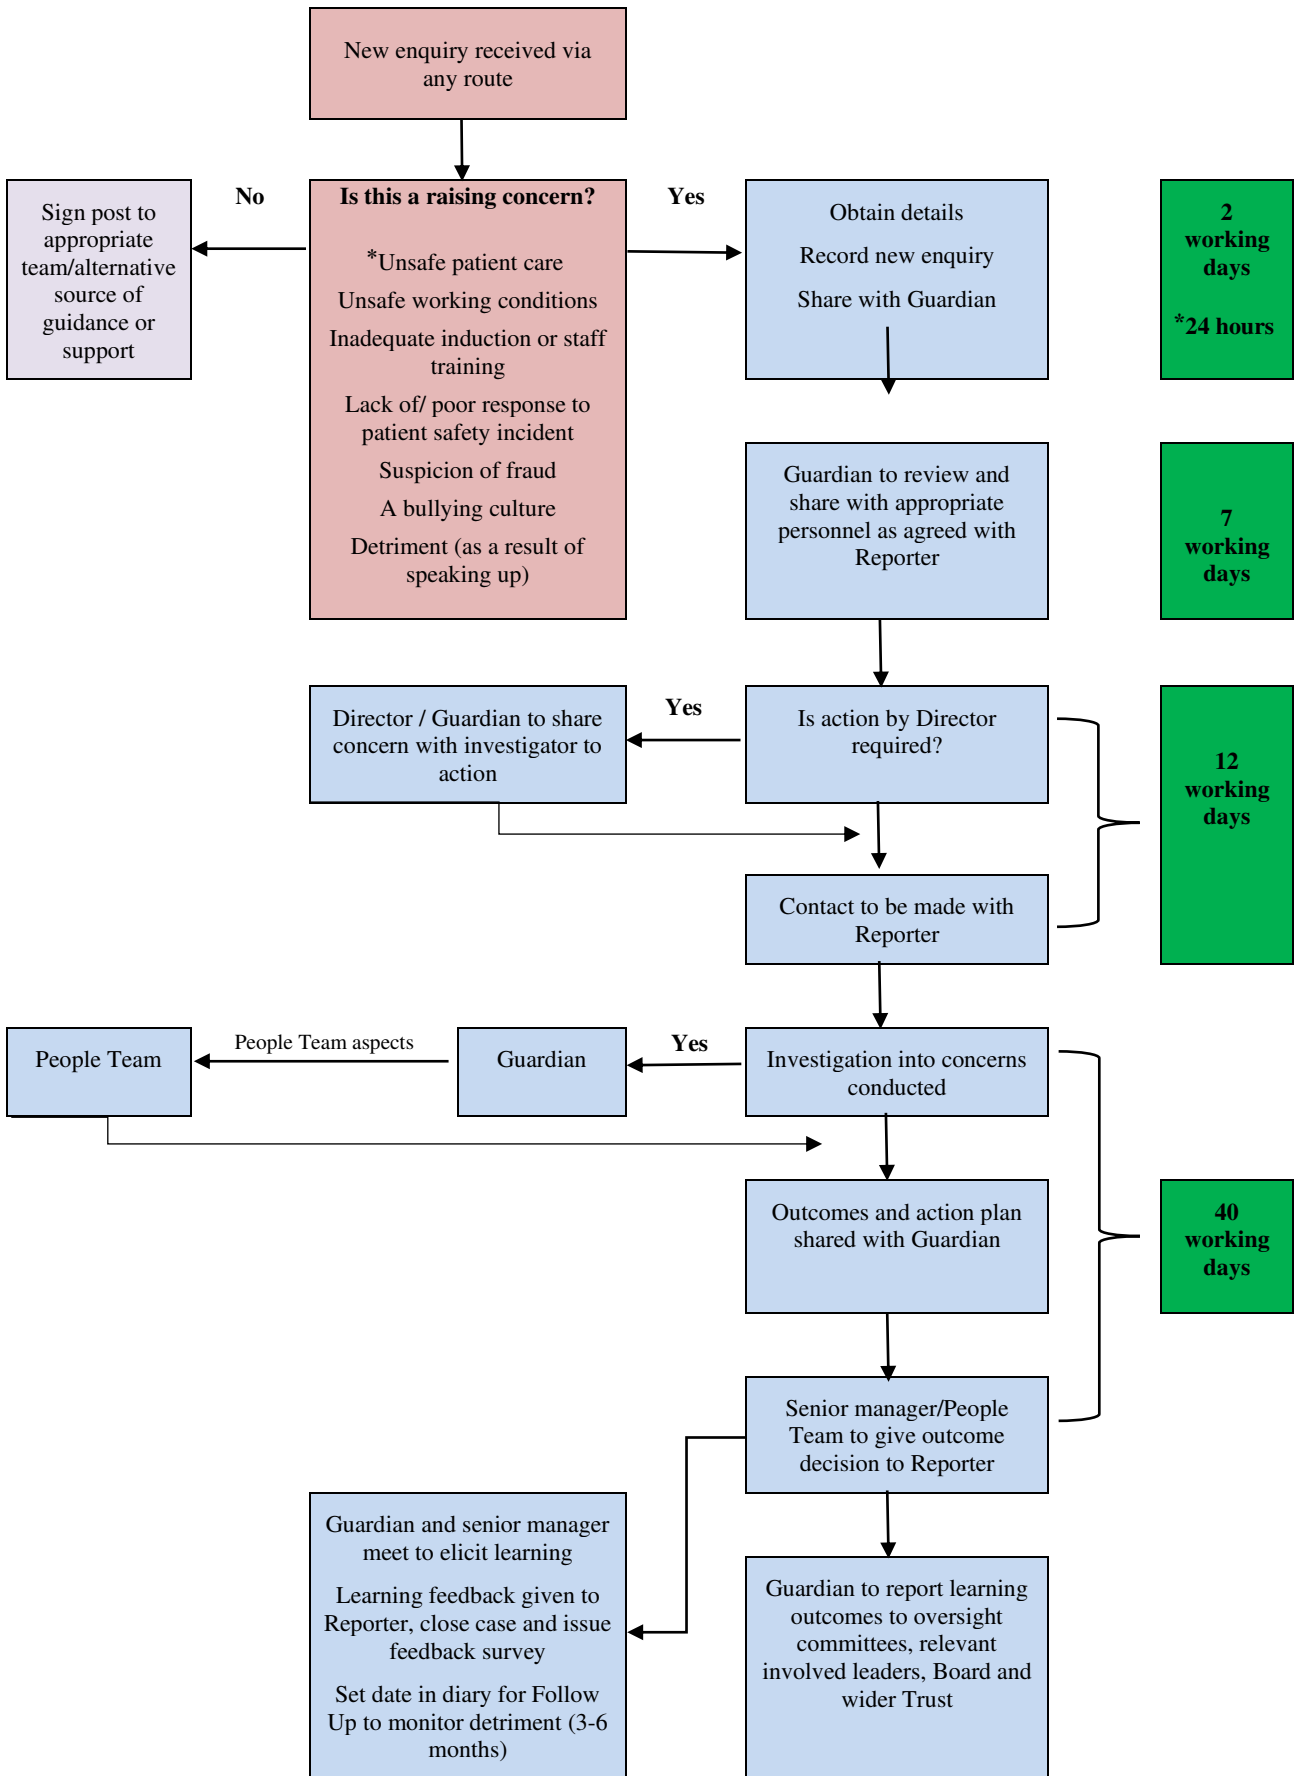 New enquiry received via
any route
No
Sign post to
appropriate
team/alternative
source of
guidance or
support
Is this a raising concern?
*Unsafe patient care
Unsafe working conditions
Inadequate induction or staff
training
Lack of/ poor response to
patient safety incident
Suspicion of fraud
A bullying culture
Detriment (as a result of
speaking up)
Yes
Obtain details
Record new enquiry
Share with Guardian
2
working
days
*24 hours
Guardian to review and
share with appropriate
personnel as agreed with
Reporter
7
working
days
Director / Guardian to share
concern with investigator to
action
Yes
Is action by Director
required?
12
working
days
Contact to be made with
Reporter
People Team
People Team aspects
Guardian
Yes
Investigation into concerns
conducted
Outcomes and action plan
shared with Guardian
40
working
days
Senior manager/People
Team to give outcome
decision to Reporter
Guardian and senior manager
meet to elicit learning
Learning feedback given to
Reporter, close case and issue
feedback survey
Set date in diary for Follow
Up to monitor detriment (3-6
months)
Guardian to report learning
outcomes to oversight
committees, relevant
involved leaders, Board and
wider Trust